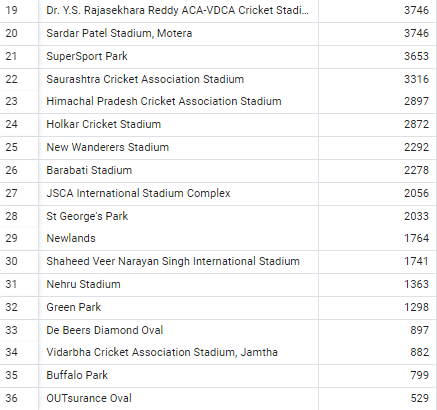 19 Dr. Y.S. Rajasekhara Reddy ACA-VDCA Cricket Stadi... 3746
20 Sardar Patel Stadium, Motera 3746
21 SuperSport Park 3653
22 Saurashtra Cricket Association Stadium 3316
23 Himachal Pradesh Cricket Association Stadium 2897
24 Holkar Cricket Stadium 2872
25 New Wanderers Stadium 2292
26 Barabati Stadium 2278
27 JSCA International Stadium Complex 2056
28 St George's Park 2033
29 Newlands 1764
30 Shaheed Veer Narayan Singh International Stadium 1741
31 Nehru Stadium 1363
32 Green Park 1298
33 De Beers Diamond Oval 897
34 Vidarbha Cricket Association Stadium, Jamtha 882
35 Buffalo Park 799
36 OUTsurance Oval 529